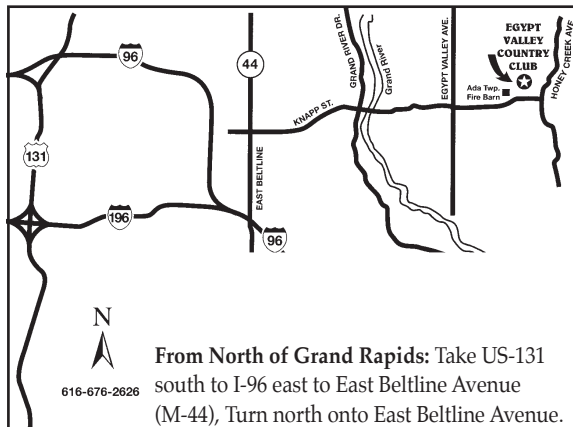 96
44
GRAND RIVER DR.
Grand River
EGYPT VALLEY AVE.
EGYPT
VALLEY
COUNTRY
CLUB
HONEY CREEK AVE.
Ada Twp.
Fire Barn
KNAPP ST.
131
EAST BELTLINE
196
96
N
616-676-2626
From North of Grand Rapids: Take US-131
south to I-96 east to East Beltline Avenue
(M-44), Turn north onto East Beltline Avenue.